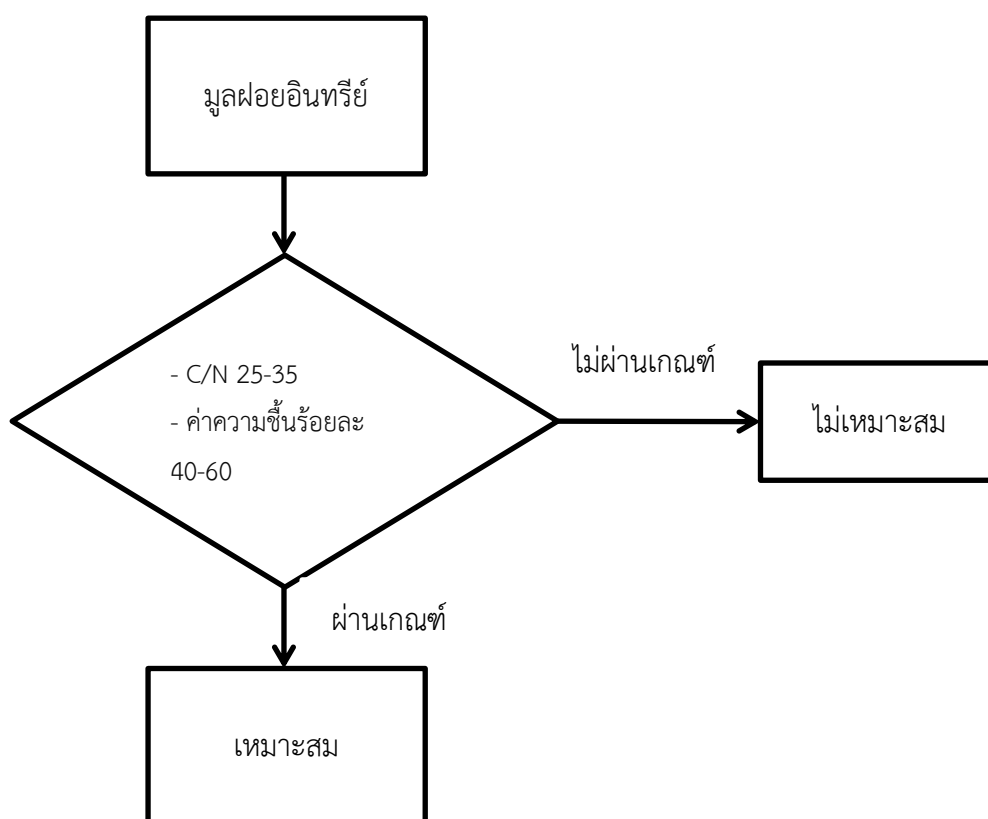 มูลฝอยอินทรีย์
- C/N 25-35
- ค่าความชื้นร้อยละ
40-60
ไม่ผ่านเกณฑ์
ไม่เหมาะสม
ผ่านเกณฑ์
เหมาะสม